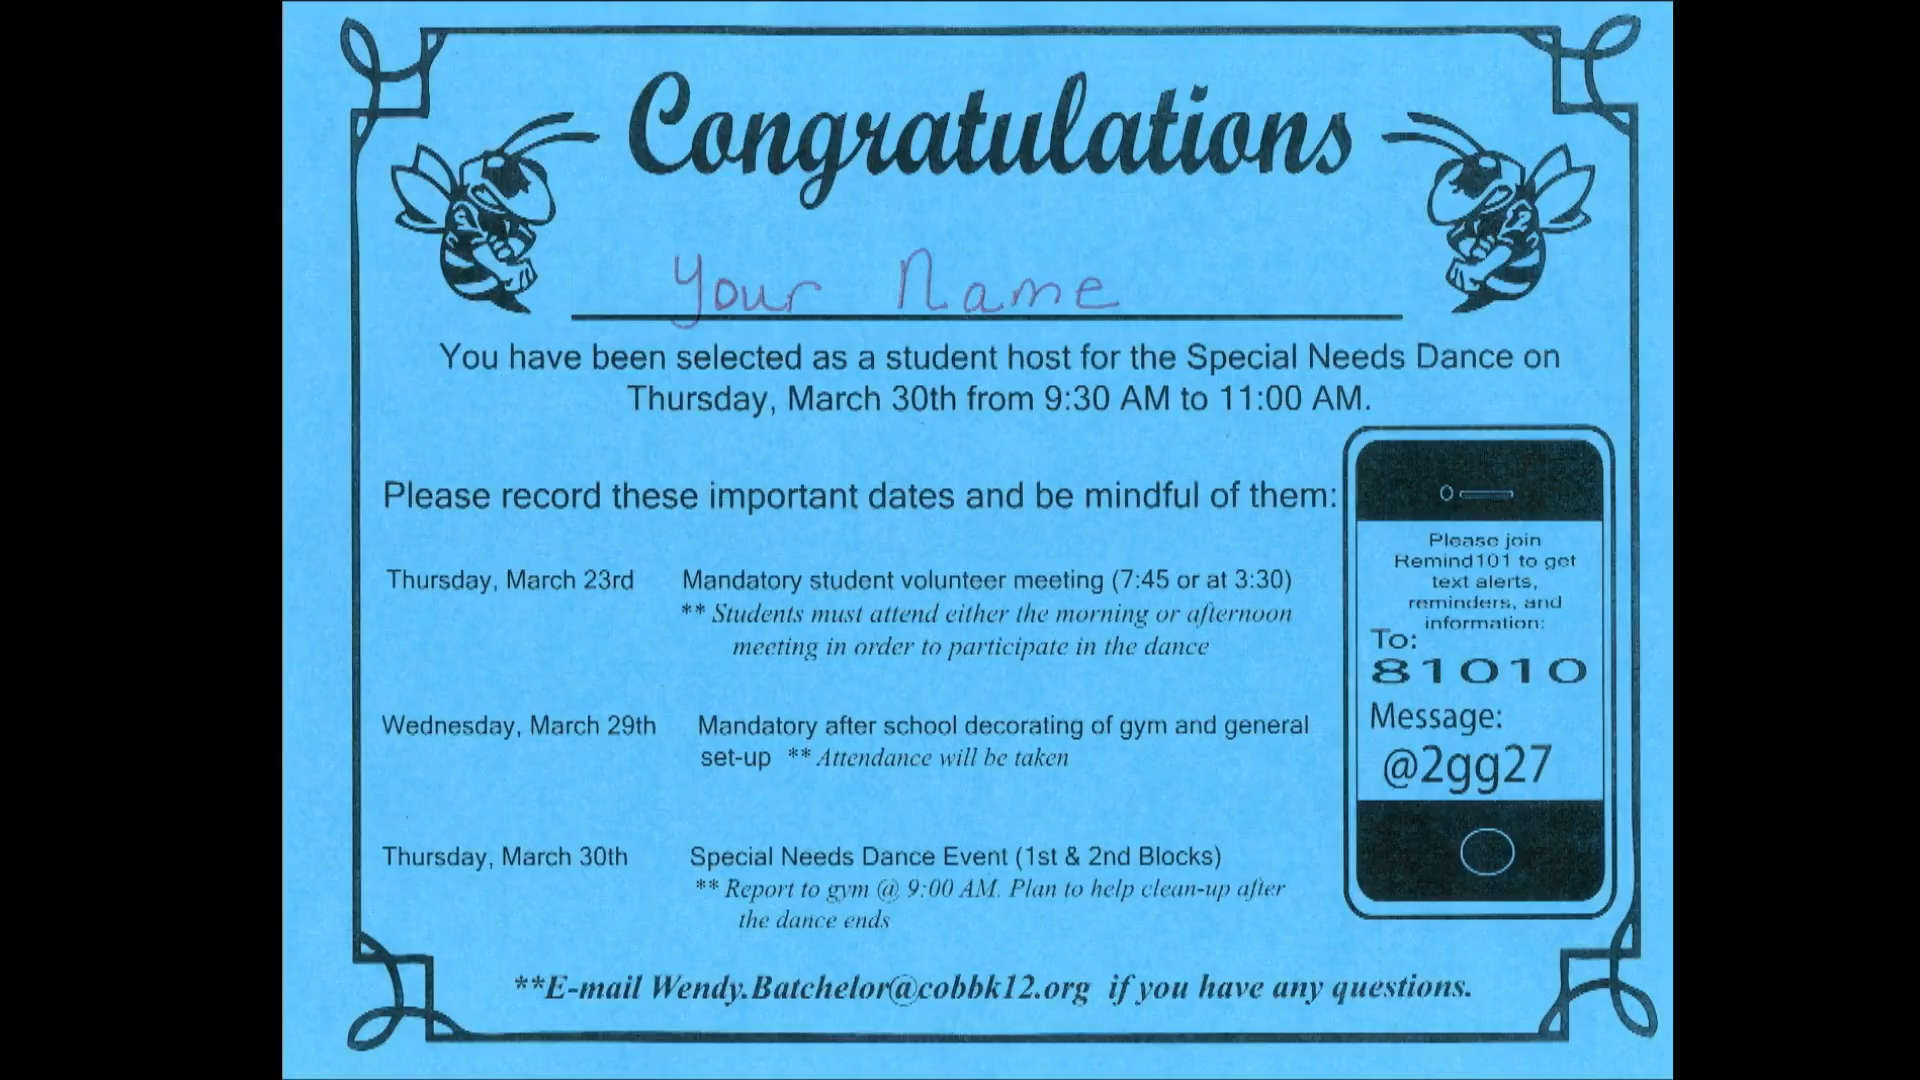 Congratulations
Your Name
You have been selected as a student host for the Special Needs Dance on
Thursday, March 30th from 9:30 AM to 11:00 AM.
Please record these important dates and be mindful of them:
Thursday, March 23rd Mandatory student volunteer meeting (7:45 or at 3:30)
** Students must attend either the morning or afternoon
meeting in order to participate in the dance
Wednesday, March 29th Mandatory after school decorating of gym and general
set-up ** Attendance will be taken
Thursday, March 30th Special Needs Dance Event (1st & 2nd Blocks)
** Report to gym @ 9:00 AM. Plan to help clean-up after
the dance ends
Please join
Remind101 to get
text alerts,
reminders, and
information:
To:
81010
Message:
@2gg27
**E-mail Wendy.Batchelor@cobbk12.org if you have any questions.